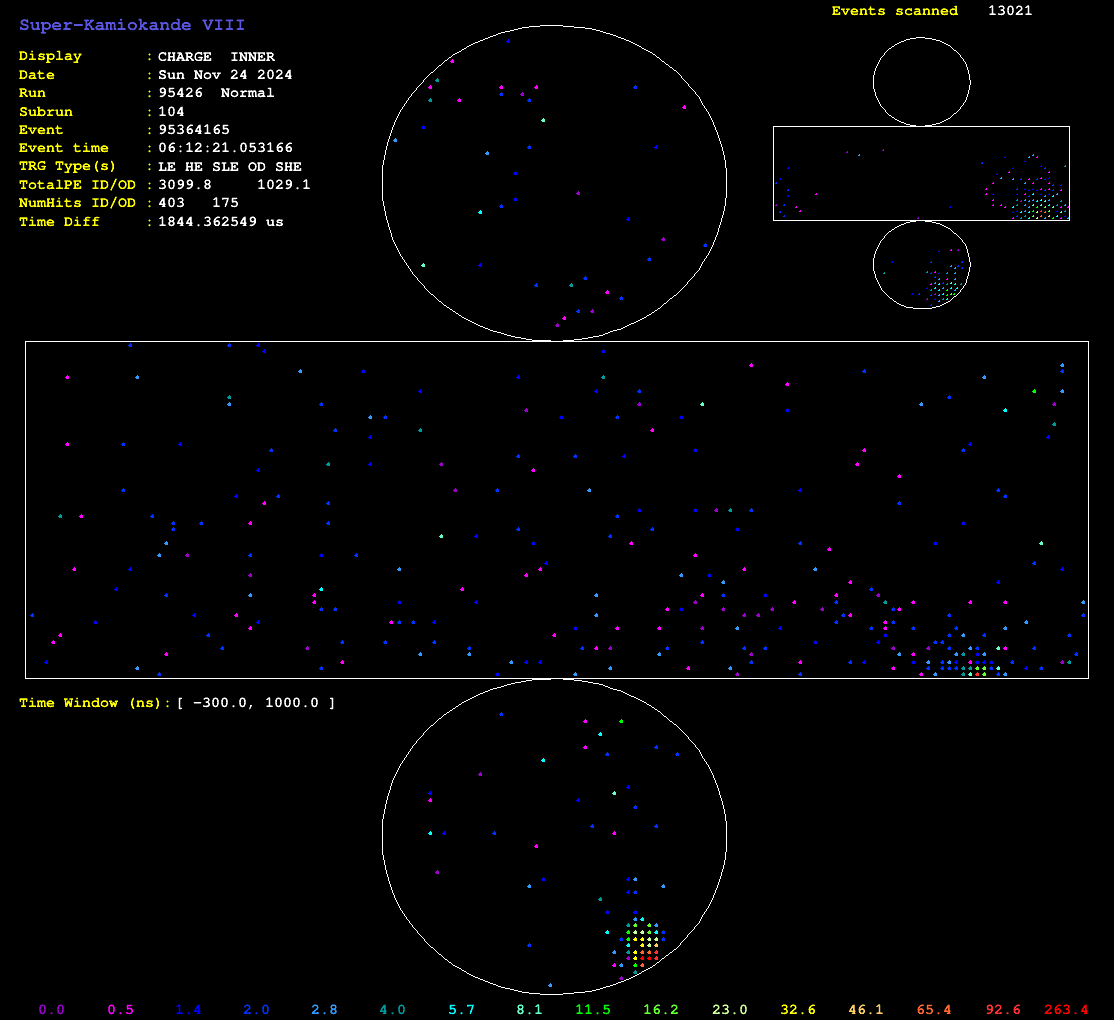 Super-Kamiokande VIII
Events scanned 13021
Display : CHARGE INNER
Date : Sun Nov 24 2024
Run : 95426 Normal
Subrun : 104
Event : 95364165
Event time : 06:12:21.053166
TRG Type(s) : LE HE SLE OD SHE
TotalPE ID/OD : 3099.8 1029.1
NumHits ID/OD : 403 175
Time Diff : 1844.362549 us
Time Window (ns): [ -300.0, 1000.0 ]
0.0 0.5 1.4 2.0 2.8 4.0 5.7 8.1 11.5 16.2 23.0 32.6 46.1 65.4 92.6 263.4